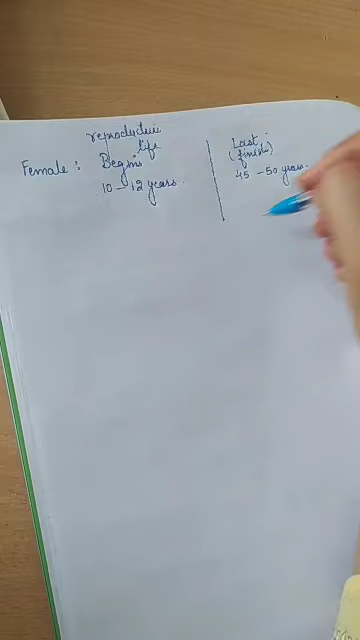 reproductive
life
Female : Begins
10 – 12 years.
Last
(finish)
45 – 50 years.